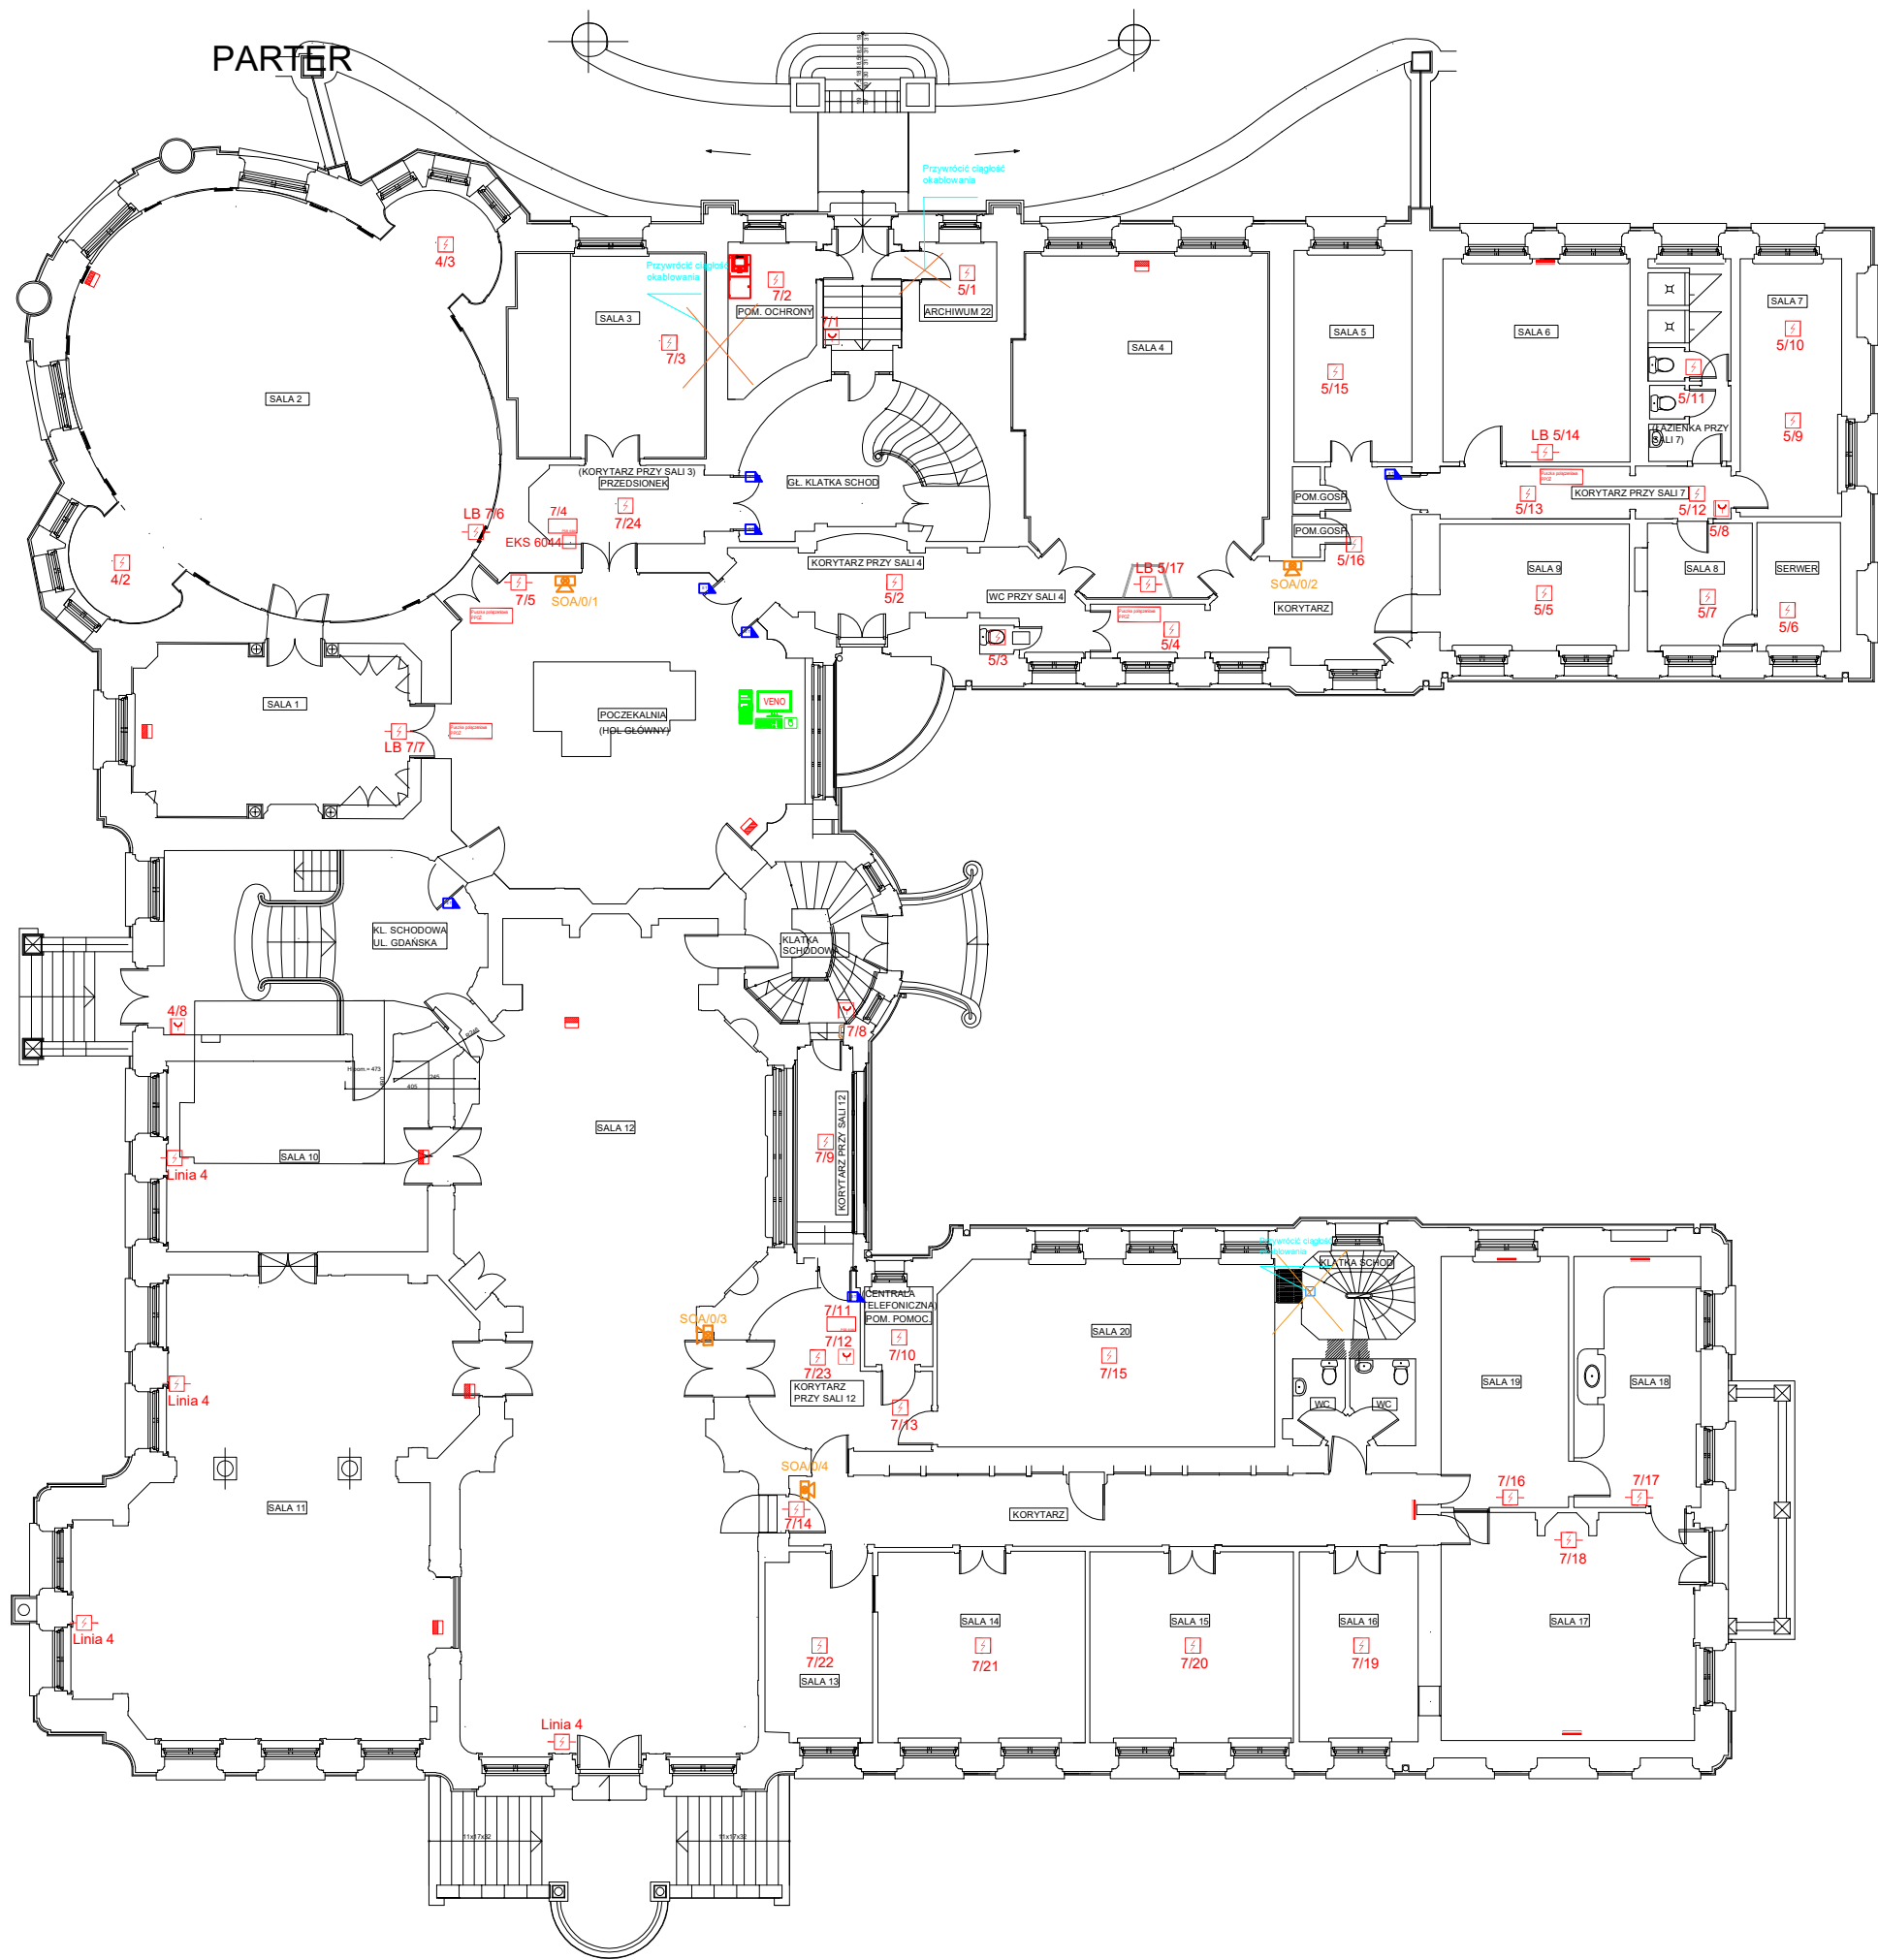 PARTER
Przywrócić ciągłość
okablowania
4/3
Przywrócić ciągłość
okablowania
7/2
POM. OCHRONY
5/1
ARCHIWUM 22
SALA 3
7/3
7/1
SALA 4
SALA 5
5/15
SALA 6
SALA 7
5/10
5/11
5/9
(ŁAZIENKA PRZY
SALI 7)
SALA 2
LB 5/14
(KORYTARZ PRZY SALI 3)
PRZEDSIONEK
GŁ. KLATKA SCHOD
POM.GOSP.
KORYTARZ PRZY SALI 7
5/13
5/12
5/8
LB 7/6
7/4
7/24
EKS 6044
POM.GOSP.
5/16
4/2
7/5
SOA/0/1
KORYTARZ PRZY SALI 4
5/2
WC PRZY SALI 4
LB 5/17
SOA/0/2
KORYTARZ
SALA 9
5/5
SALA 8
5/7
SERWER
5/6
5/3
5/4
SALA 1
LB 7/7
POCZEKALNIA
(HOL GŁÓWNY)
VENO
KL. SCHODOWA
UL. GDAŃSKA
KLATKA
SCHODOWA
4/8
7/8
H pom.= 473
245
405
SALA 10
Linia 4
SALA 12
7/9
KORYTARZ PRZY SALI 12
Przywrócić ciągłość
okablowania
KLATKA SCHOD
(CENTRALA
TELEFONICZNA)
POM. POMOC.
7/11
7/12
7/10
SOA/0/3
7/23
KORYTARZ
PRZY SALI 12
7/13
SALA 20
7/15
WC
WC
SALA 19
SALA 18
Linia 4
SOA/0/4
7/14
KORYTARZ
7/16
7/17
7/18
SALA 11
Linia 4
7/22
SALA 13
SALA 14
7/21
SALA 15
7/20
SALA 16
7/19
SALA 17
Linia 4
11x17x32
11x17x32